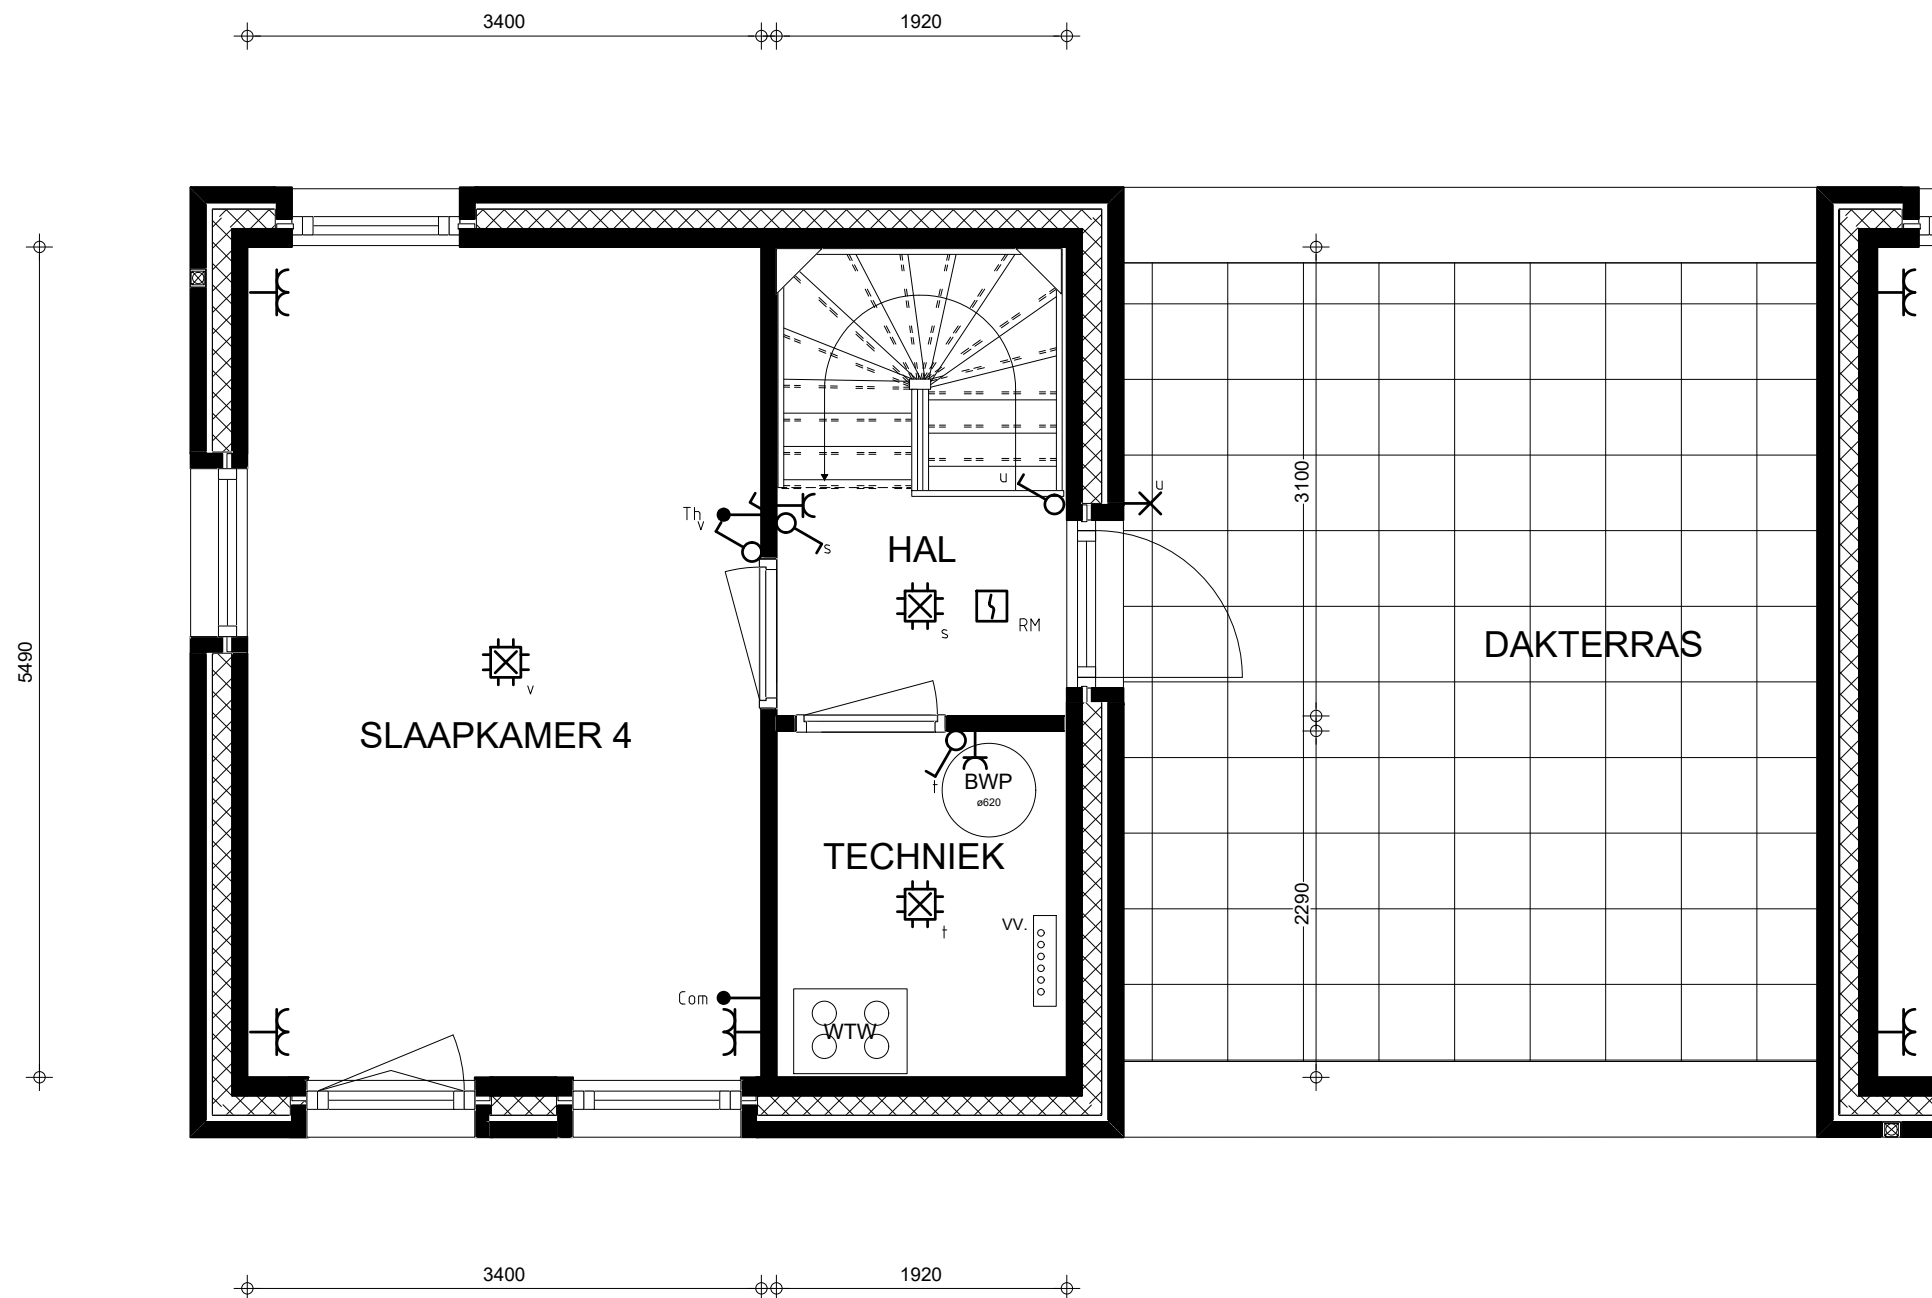 3400
1920
u
u
3100
Th
v
s
HAL
s
RM
DAKTERRAS
5490
v
SLAAPKAMER 4
t
BWP
ø620
TECHNIEK
t
VV.
2290
Com
WTW
3400
1920